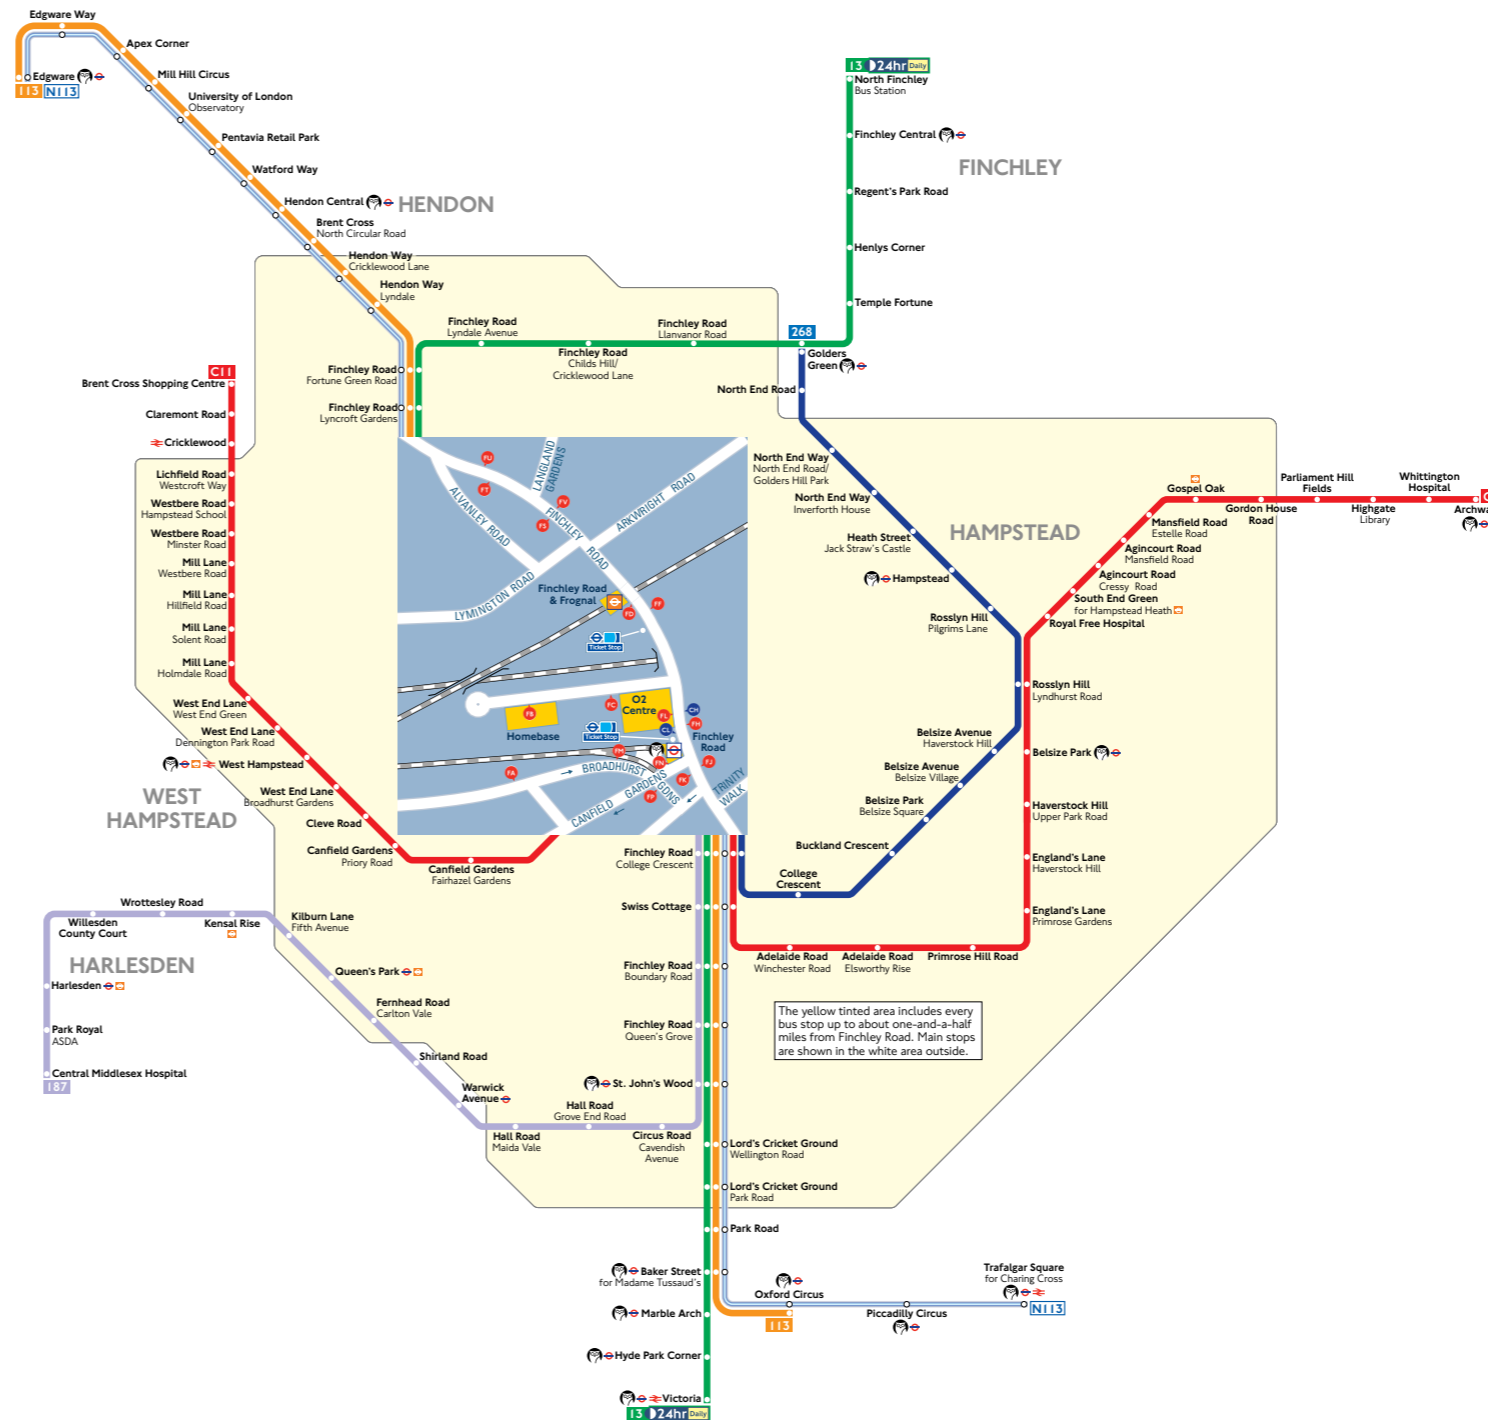 Edgware Way
Apex Corner
Mill Hill Circus
Edgware
113 N113
University of London
Observatory
Pentavia Retail Park
Watford Way
Hendon Central
HENDON
Brent Cross
North Circular Road
Hendon Way
Cricklewood Lane
Hendon Way
Lyndale
13 24hr Daily
North Finchley
Bus Station
Finchley Central
FINCHLEY
Regent's Park Road
Henlys Corner
Temple Fortune
Finchley Road
Lyndale Avenue
Finchley Road
Childs Hill/
Cricklewood Lane
Finchley Road
Llanvanor Road
268
Golders
Green
North End Road
Finchley Road
Fortune Green Road
Finchley Road
Lyncroft Gardens
C11
Brent Cross Shopping Centre
Claremont Road
Cricklewood
Lichfield Road
Westcroft Way
Westbere Road
Hampstead School
Westbere Road
Minster Road
Mill Lane
Westbere Road
Mill Lane
Hillfield Road
Mill Lane
Solent Road
Mill Lane
Holmdale Road
West End Lane
West End Green
West End Lane
Dennington Park Road
West Hampstead
WEST
HAMPSTEAD
West End Lane
Broadhurst Gardens
Cleve Road
Canfield Gardens
Priory Road
Canfield Gardens
Fairhazel Gardens
FU
FT
LANGLAND
GARDENS
FV
FS
ALVANLEY ROAD
FINCHLEY ROAD
ARKWRIGHT ROAD
LYMINGTON ROAD
Finchley Road
& Frognal
FD
FF
Ticket Stop
FC
O2
Centre
FB
Homebase
FL
CH
FH
CL
Ticket Stop
Finchley
Road
FM
FN
FJ
FA
FK
FP
BROADHURST
GDNS
CANFIELD GARDENS
TRINITY
WALK
North End Way
North End Road/
Golders Hill Park
North End Way
Inverforth House
Heath Street
Jack Straw's Castle
HAMPSTEAD
Hampstead
Rosslyn Hill
Pilgrims Lane
Gospel Oak
Parliament Hill
Fields
Whittington
Hospital
Gordon House
Road
Highgate
Library
Archway
Mansfield Road
Estelle Road
Agincourt Road
Mansfield Road
Agincourt Road
Cressy Road
South End Green
for Hampstead Heath
Royal Free Hospital
Rosslyn Hill
Lyndhurst Road
Belsize Avenue
Haverstock Hill
Belsize Park
Belsize Avenue
Belsize Village
Belsize Park
Belsize Square
Haverstock Hill
Upper Park Road
Buckland Crescent
England's Lane
Haverstock Hill
College
Crescent
England's Lane
Primrose Gardens
Finchley Road
College Crescent
Swiss Cottage
Adelaide Road
Winchester Road
Adelaide Road
Elsworthy Rise
Primrose Hill Road
Finchley Road
Boundary Road
Finchley Road
Queen's Grove
St. John's Wood
The yellow tinted area includes every
bus stop up to about one-and-a-half
miles from Finchley Road. Main stops
are shown in the white area outside.
Wrottesley Road
Willesden
County Court
Kensal Rise
Kilburn Lane
Fifth Avenue
HARLESDEN
Harlesden
Queen's Park
Park Royal
ASDA
Fernhead Road
Carlton Vale
Central Middlesex Hospital
187
Shirland Road
Warwick
Avenue
Hall Road
Maida Vale
Hall Road
Grove End Road
Circus Road
Cavendish
Avenue
Lord's Cricket Ground
Wellington Road
Lord's Cricket Ground
Park Road
Park Road
Baker Street
for Madame Tussaud's
Marble Arch
Hyde Park Corner
Victoria
13 24hr Daily
Oxford Circus
113
Piccadilly Circus
Trafalgar Square
for Charing Cross
N113